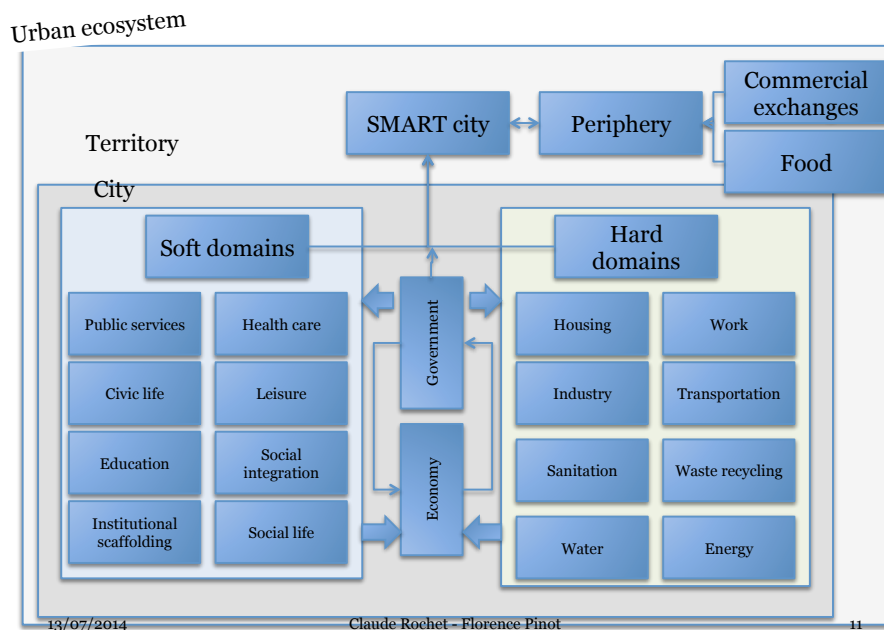 Urban ecosystem
Commercial
exchanges
SMART city
Periphery
Territory
Food
City
Soft domains
Hard
domains
Public services
Health care
Government
Housing
Work
Civic life
Leisure
Industry
Transportation
Education
Social
integration
Economy
Sanitation
Waste recycling
Institutional
scaffolding
Social life
Water
Energy
13/07/2014
Claude Rochet - Florence Pinot
11